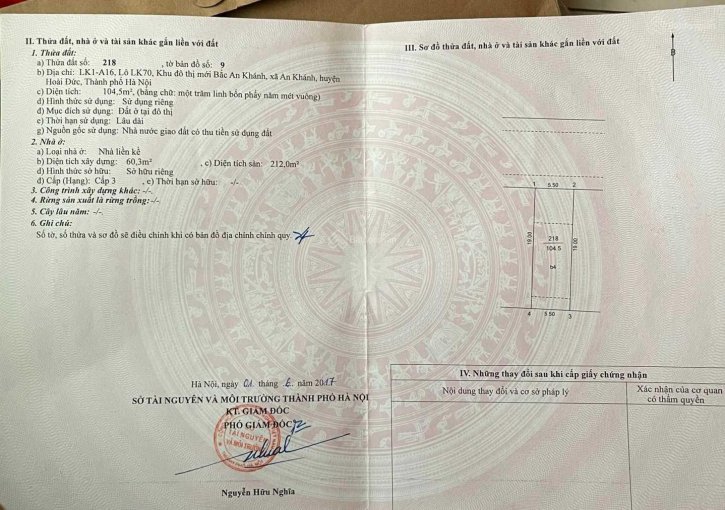 II. Thửa đất, nhà ở và tài sản khác gắn liền với đất
1. Thửa đất:
a) Thửa đất số: 218 , tờ bản đồ số: 9
b) Địa chỉ: LK1-A16, Lô LK70, Khu đô thị mới Bắc An Khánh, xã An Khánh, huyện
Hoài Đức, Thành phố Hà Nội
c) Diện tích: 104,5m², (bằng chữ: một trăm linh bốn phẩy năm mét vuông)
d) Hình thức sử dụng: Sử dụng riêng
đ) Mục đích sử dụng: Đất ở tại đô thị
e) Thời hạn sử dụng: Lâu dài
g) Nguồn gốc sử dụng: Nhà nước giao đất có thu tiền sử dụng đất
2. Nhà ở:
a) Loại nhà ở: Nhà liền kề
b) Diện tích xây dựng: 60,3m² , c) Diện tích sàn: 212,0m²
d) Hình thức sở hữu: Sở hữu riêng
đ) Cấp (Hạng): Cấp 3 , e) Thời hạn sở hữu: -/-
3. Công trình xây dựng khác: -/-.
4. Rừng sản xuất là rừng trồng: -/-
5. Cây lâu năm: -/-.
6. Ghi chú:
Số tờ, số thửa và sơ đồ sẽ điều chỉnh khi có bản đồ địa chính chính quy.
Hà Nội, ngày 01 tháng 6 năm 2017
SỞ TÀI NGUYÊN VÀ MÔI TRƯỜNG THÀNH PHỐ HÀ NỘI
KT. GIÁM ĐỐC
PHÓ GIÁM ĐỐC
TÀI NGUYÊN
VÀ MÔI TRƯỜNG
Nguyễn Hữu Nghĩa
III. Sơ đồ thửa đất, nhà ở và tài sản khác gắn liền với đất
B
1 5.50 2
19.00 218 19.00
104.5
b4
4 5.50 3
IV. Những thay đổi sau khi cấp giấy chứng nhận
Nội dung thay đổi và cơ sở pháp lý
Xác nhận của cơ quan
có thẩm quyền